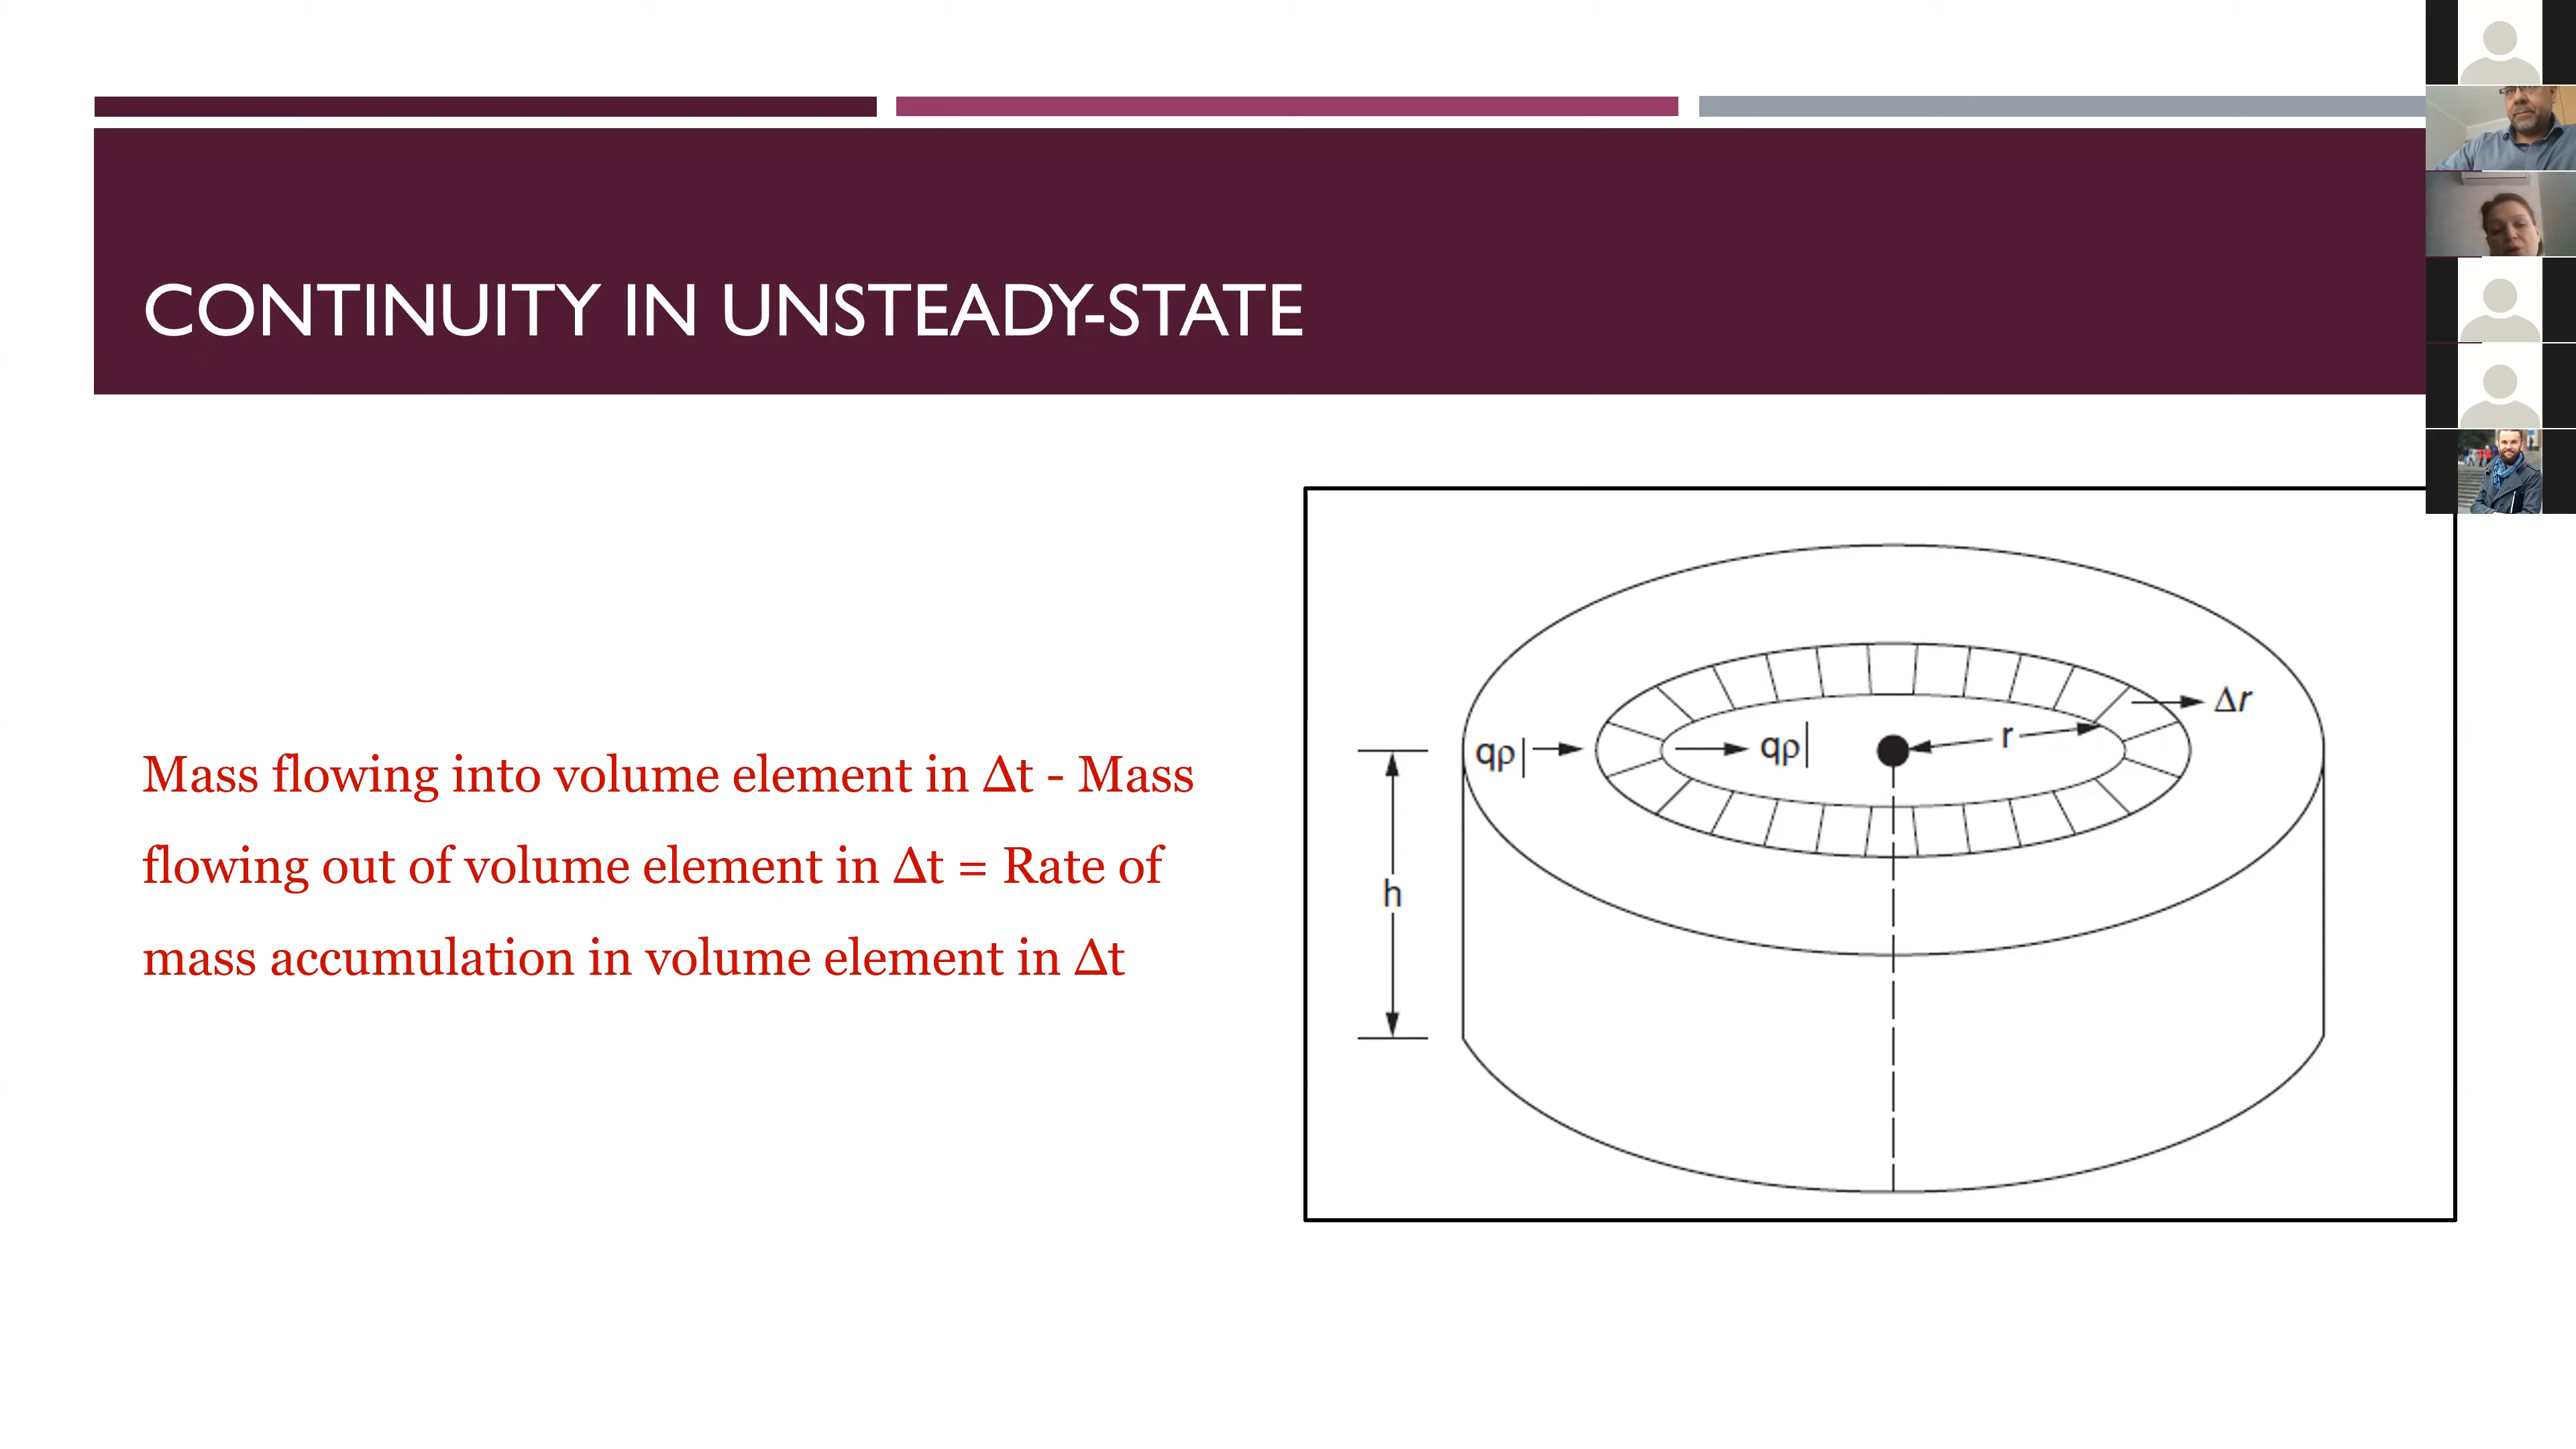 CONTINUITY IN UNSTEADY-STATE
Mass flowing into volume element in Δt - Mass
flowing out of volume element in Δt = Rate of
mass accumulation in volume element in Δt
Δr
r
qρ|
qρ|
h